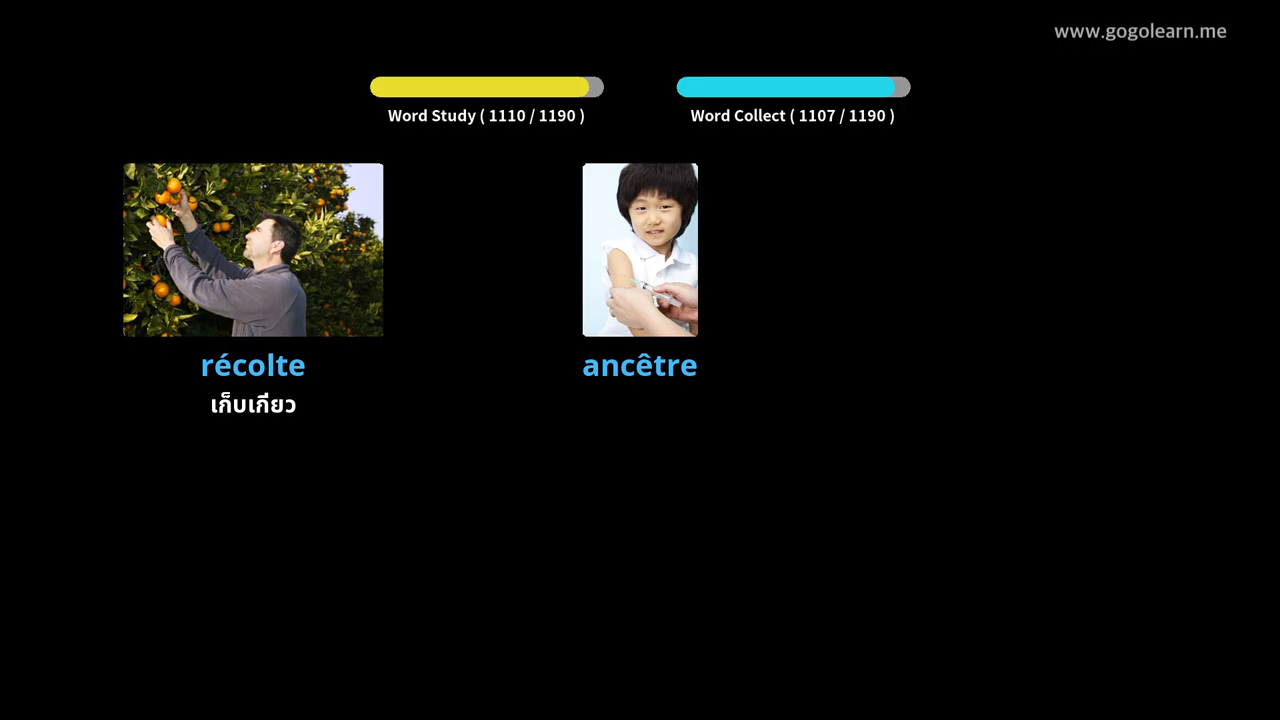 www.gogolearn.me
Word Study ( 1110 / 1190 )
Word Collect ( 1107 / 1190 )
récolte
ancêtre
เก็บเกี่ยว